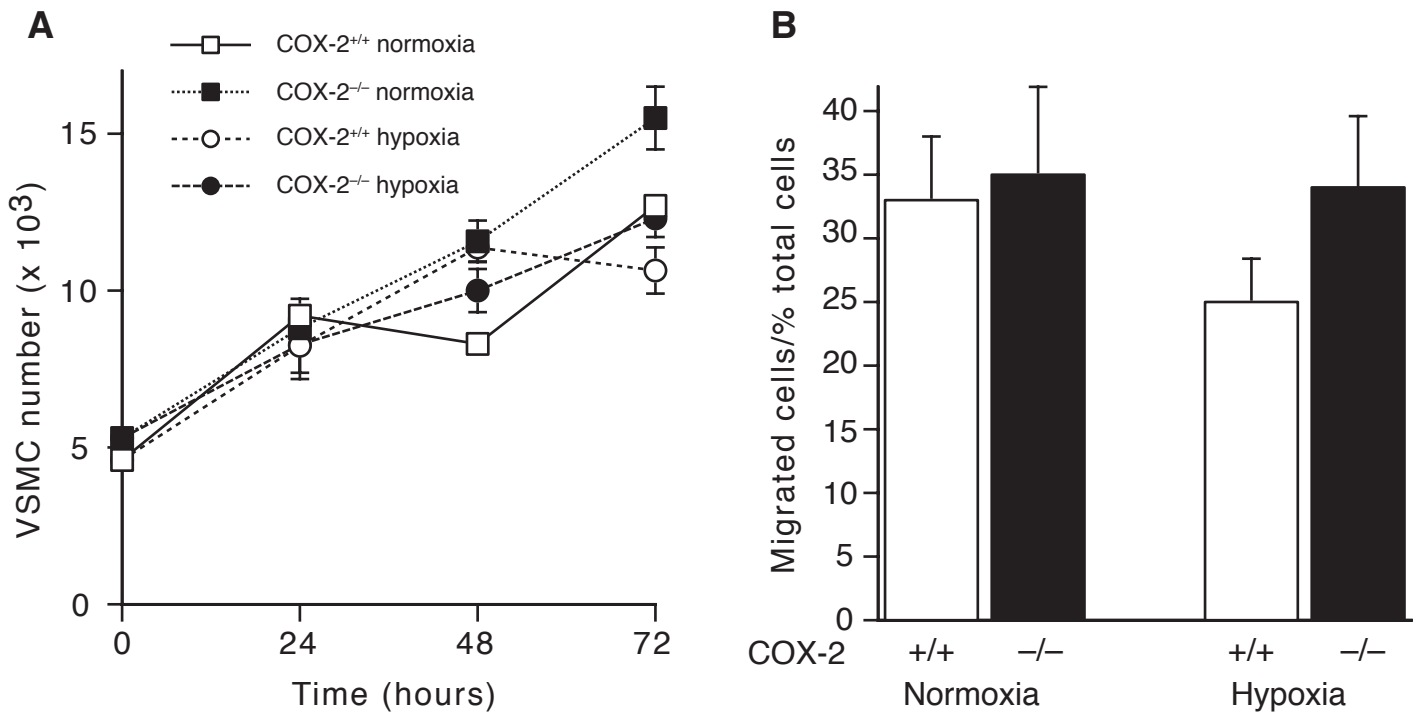 A
COX-2+/+ normoxia
COX-2–/– normoxia
COX-2+/+ hypoxia
COX-2–/– hypoxia
VSMC number (x 10³)
15
10
5
0
0 24 48 72
Time (hours)
B
Migrated cells/% total cells
40
35
30
25
20
15
10
5
0
COX-2 +/+ –/– +/+ –/–
Normoxia Hypoxia